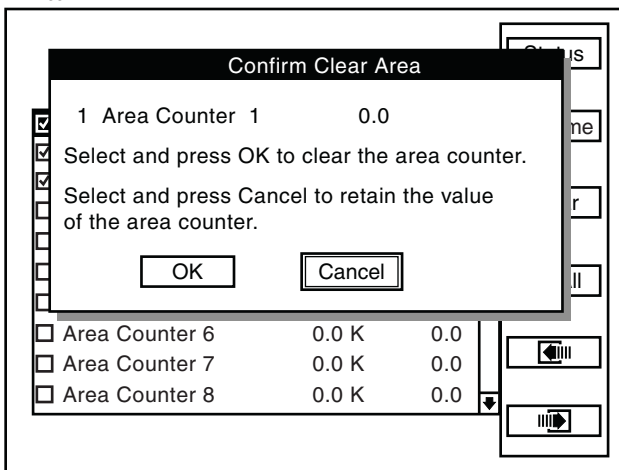 Confirm Clear Area
1 Area Counter 1 0.0
Select and press OK to clear the area counter.
Select and press Cancel to retain the value
of the area counter.
OK
Cancel
Area Counter 6 0.0 K 0.0
Area Counter 7 0.0 K 0.0
Area Counter 8 0.0 K 0.0